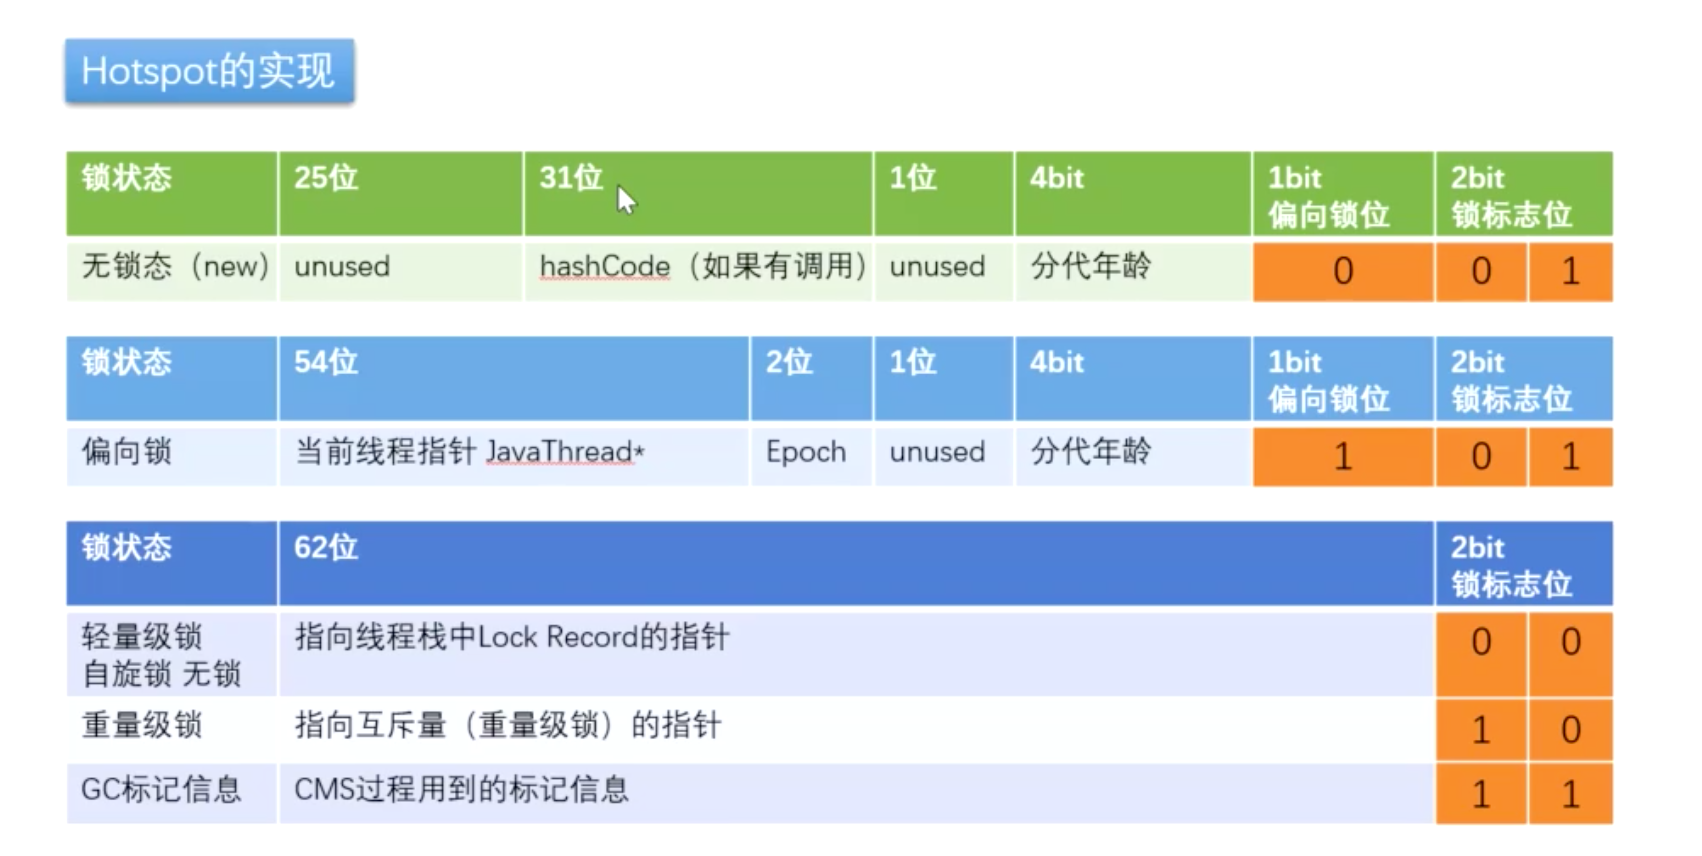 Hotspot的实现
锁状态 25位 31位 1位 4bit 1bit 2bit
偏向锁位 锁标志位
无锁态（new) unused hashCode（如果有调用) unused 分代年龄 0 0 1
锁状态 54位 2位 1位 4bit 1bit 2bit
偏向锁位 锁标志位
偏向锁 当前线程指针 JavaThread* Epoch unused 分代年龄 1 0 1
锁状态 62位 2bit
锁标志位
轻量级锁 指向线程栈中Lock Record的指针 0 0
自旋锁 无锁
重量级锁 指向互斥量（重量级锁）的指针 1 0
GC标记信息 CMS过程用到的标记信息 1 1